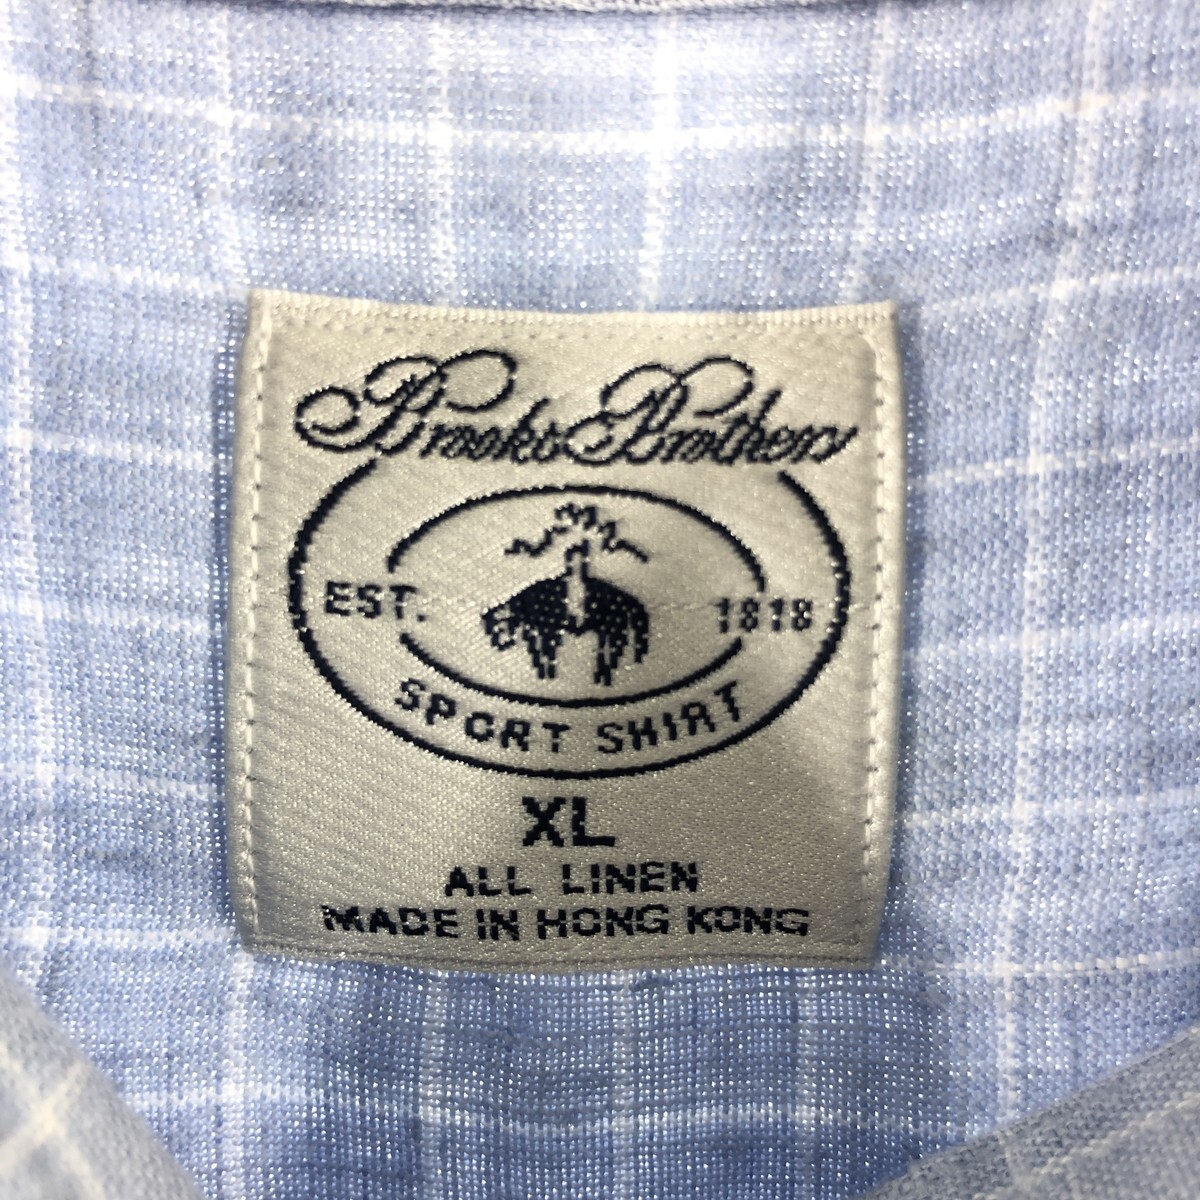 Brooks Brothers
EST. 1818
SPORT SHIRT
XL
ALL LINEN
MADE IN HONG KONG